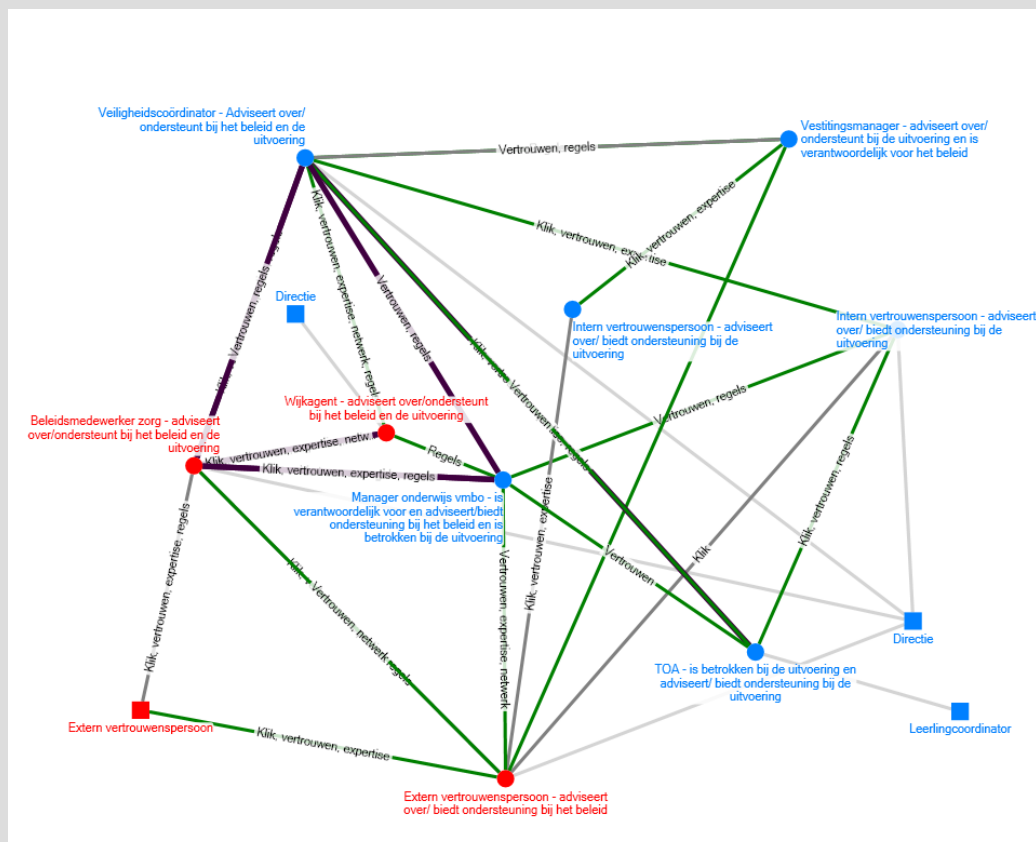 Veiligheidscoördinator - Adviseert over/
ondersteunt bij het beleid en de
uitvoering
Vestitingsmanager - adviseert over/
ondersteunt bij de uitvoering en is
verantwoordelijk voor het beleid
Vertrouwen, regels
Klik, vertrouwen, expertise
Klik, vertrouwen, expertise
Klik, vertrouwen, expertise, netwerk, regels
Vertrouwen, regels
Klik, Vertrouwen, regels
regels
Directie
Intern vertrouwenspersoon - adviseert
over/ biedt ondersteuning bij de
uitvoering
Intern vertrouwenspersoon - adviseert
over/ biedt ondersteuning bij de
uitvoering
Klik,
Vertrouwen
regels
Wijkagent - adviseert over/ondersteunt
bij het beleid en de uitvoering
Beleidsmedewerker zorg - adviseert
over/ondersteunt bij het beleid en de
uitvoering
Vertrouwen, regels
Klik, vertrouwen, expertise, netw.
Regels
Klik, vertrouwen, expertise, regels
Manager onderwijs vmbo - is
verantwoordelijk voor en adviseert/biedt
ondersteuning bij het beleid en is
betrokken bij de uitvoering
Klik, vertrouwen, regels
Klik, vertrouwen, expertise
Klik, vertrouwen, expertise, regels
Vertrouwen
Klik
Vertrouwen, expertise, netwerk
Klik,
Vertrouwen, netwerk
regels
Directie
TOA - is betrokken bij de uitvoering en
adviseert/ biedt ondersteuning bij de
uitvoering
Extern vertrouwenspersoon
Leerlingcoordinator
Klik, vertrouwen, expertise
Extern vertrouwenspersoon - adviseert
over/ biedt ondersteuning bij het beleid